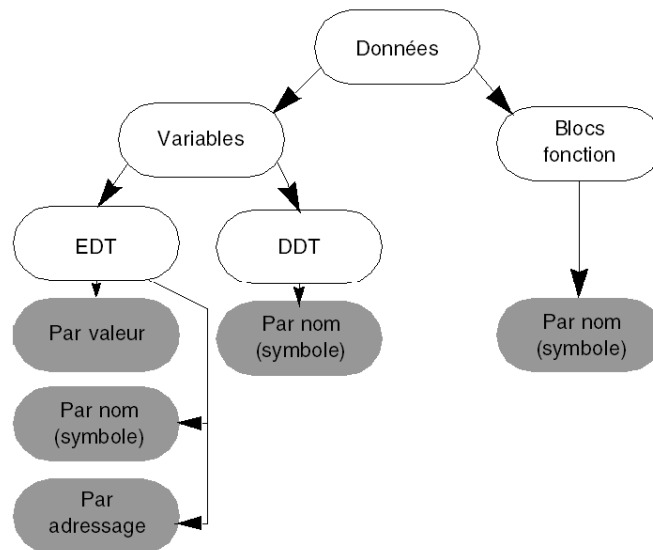 Données
Variables
Blocs
fonction
EDT
DDT
Par valeur
Par nom
(symbole)
Par nom
(symbole)
Par nom
(symbole)
Par
adressage